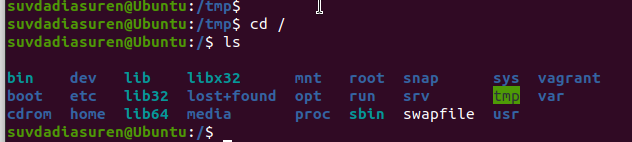 suvdadiasuren@Ubuntu:/tmp$
suvdadiasuren@Ubuntu:/tmp$ cd /
suvdadiasuren@Ubuntu:/$ ls
bin dev lib libx32 mnt root snap sys vagrant
boot etc lib32 lost+found opt run srv tmp var
cdrom home lib64 media proc sbin swapfile usr
suvdadiasuren@Ubuntu:/$